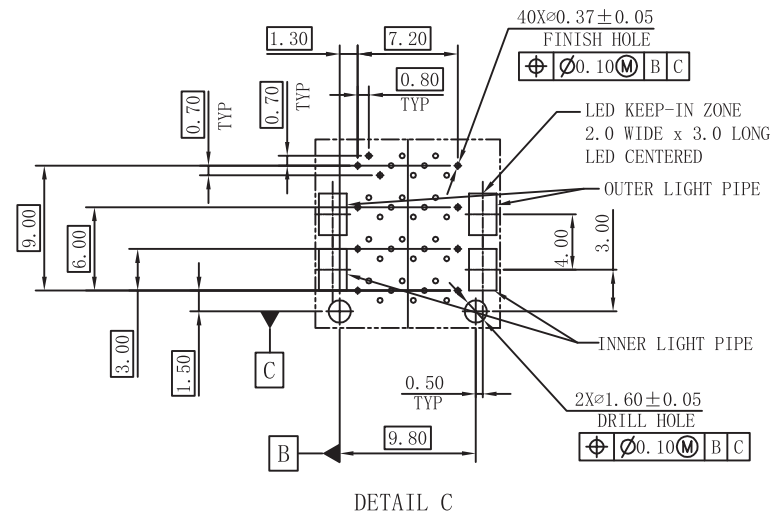 40X⌀0.37±0.05
FINISH HOLE
⌀0.10Ⓜ B C
1.30
7.20
0.80
TYP
0.70
TYP
0.70
TYP
LED KEEP-IN ZONE
2.0 WIDE x 3.0 LONG
LED CENTERED
OUTER LIGHT PIPE
9.00
6.00
3.00
1.50
4.00
3.00
INNER LIGHT PIPE
C
0.50
TYP
2X⌀1.60±0.05
DRILL HOLE
⌀0.10Ⓜ B C
B
9.80
DETAIL C